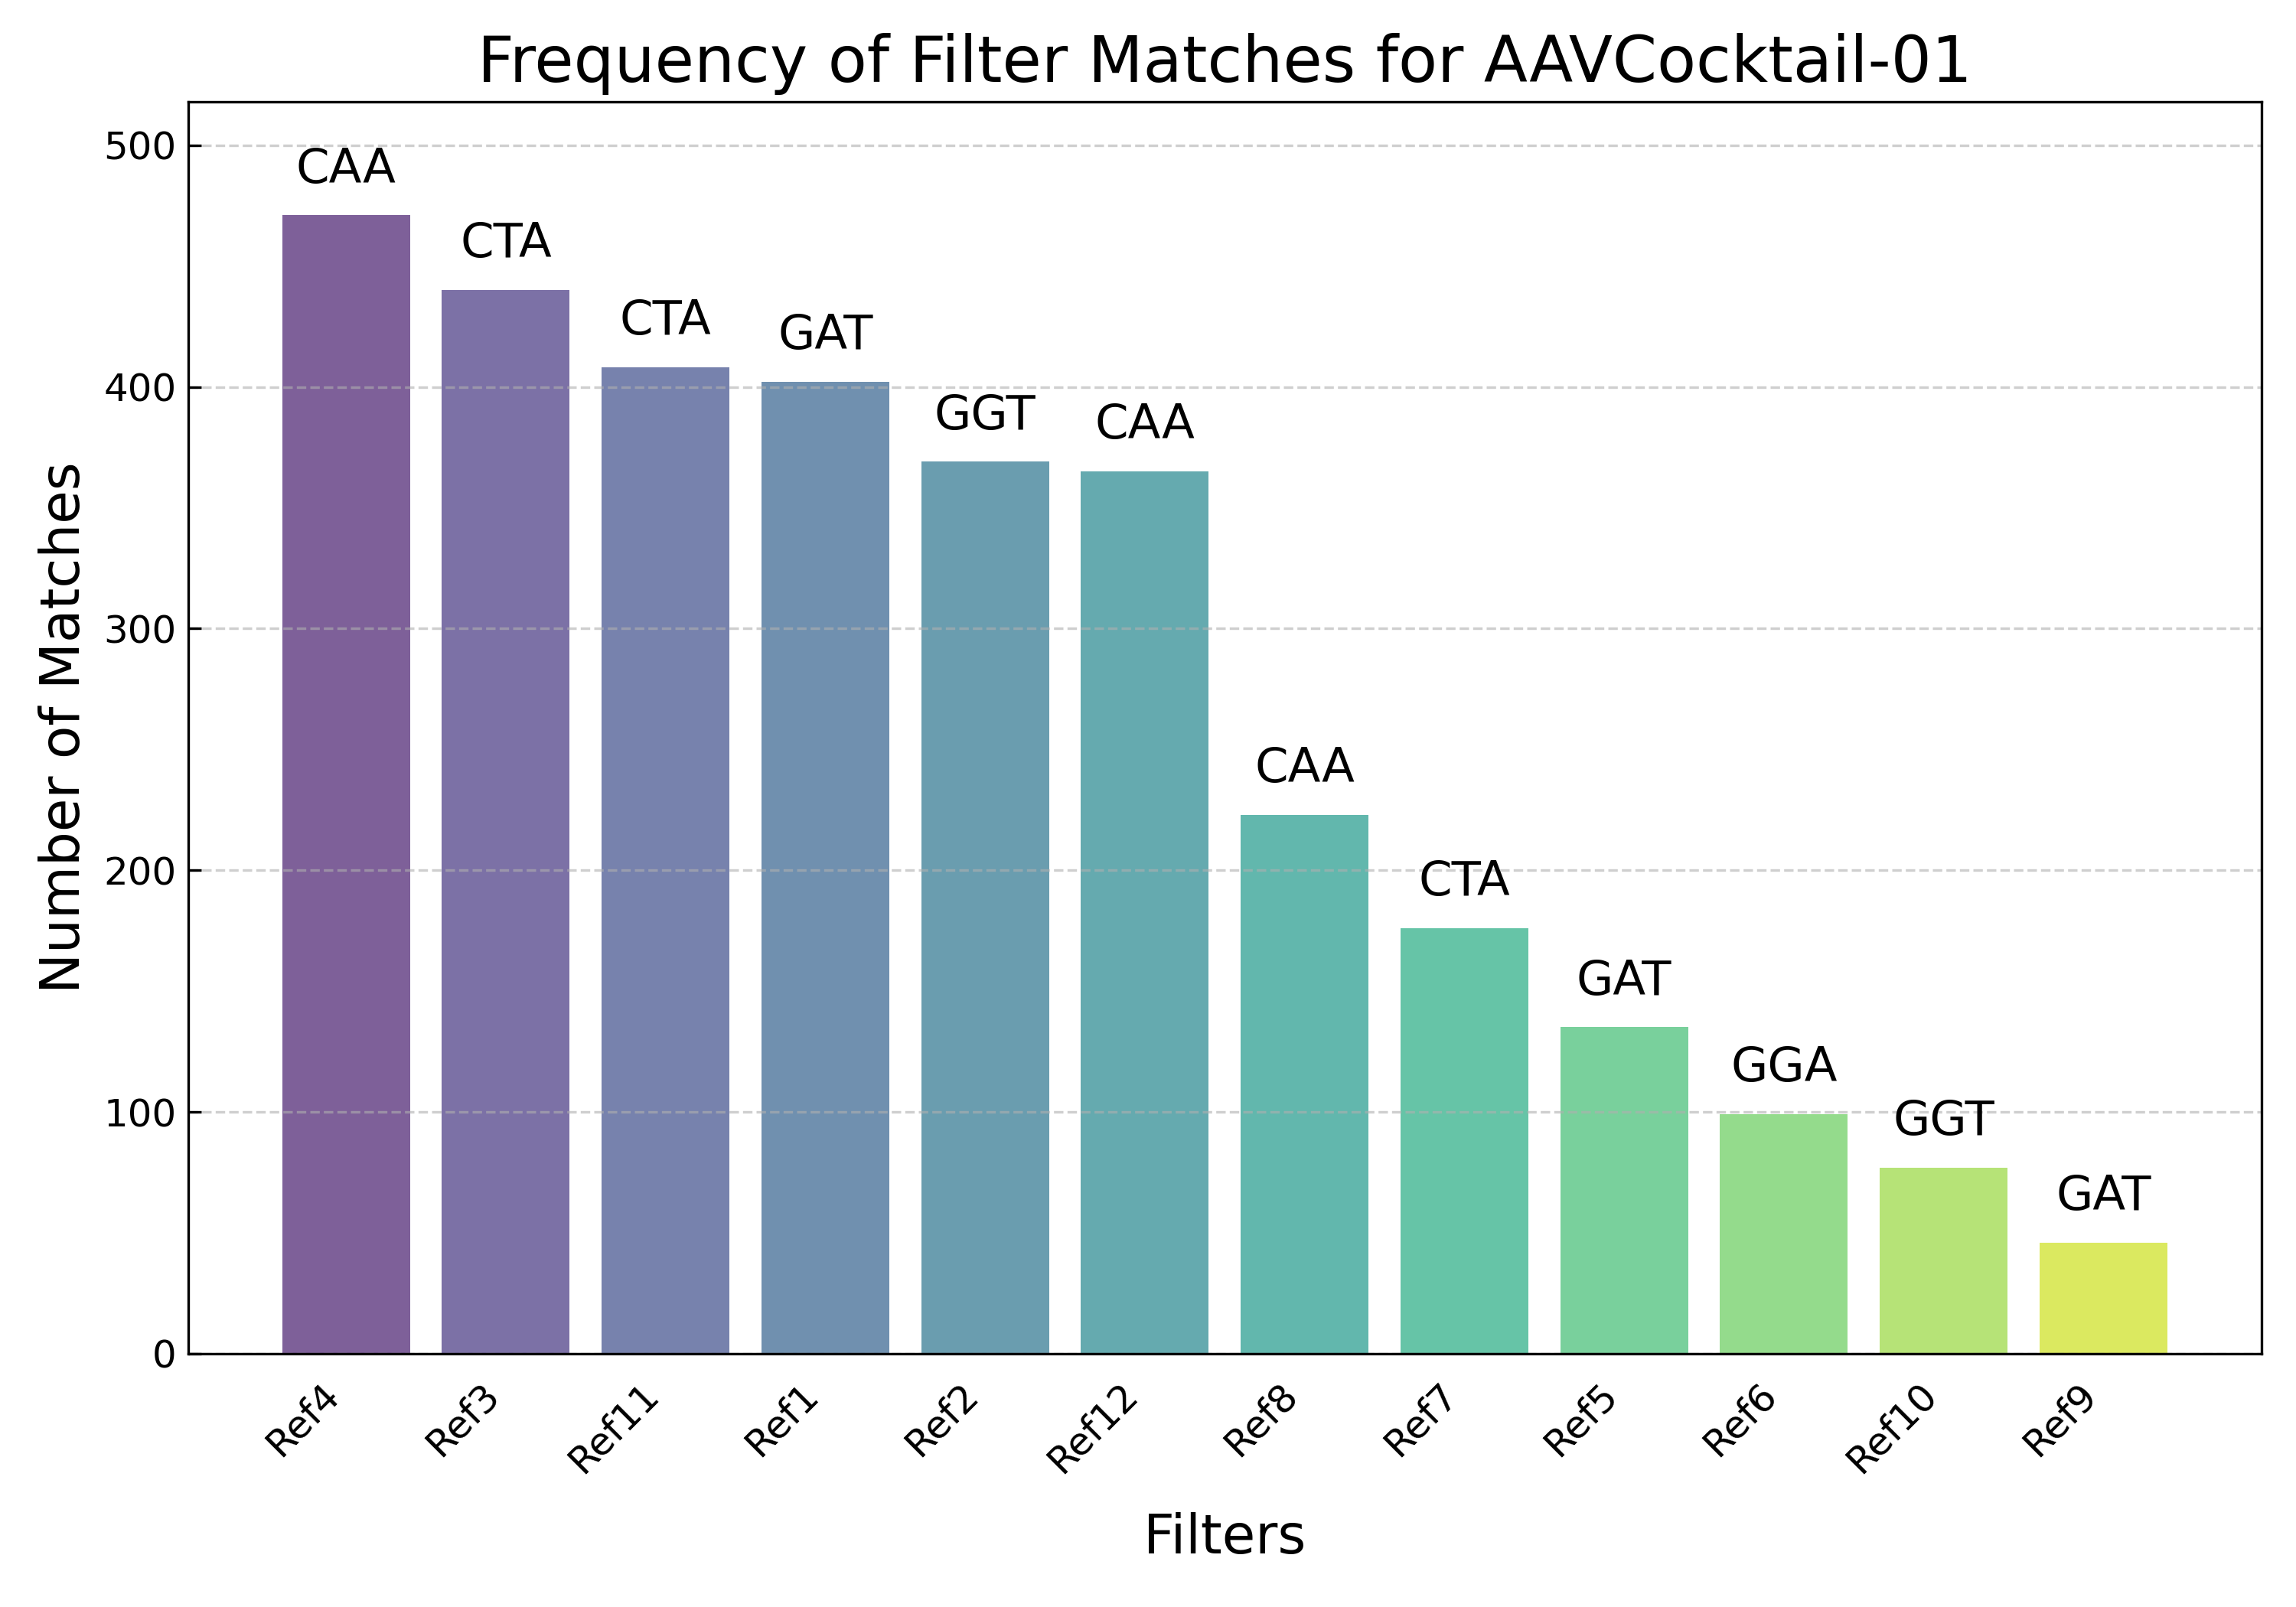 Frequency of Filter Matches for AAVCocktail-01
Number of Matches
500
400
300
200
100
0
CAA
CTA
CTA
GAT
GGT
CAA
CAA
CTA
GAT
GGA
GGT
GAT
Ref4
Ref3
Ref11
Ref1
Ref2
Ref12
Ref8
Ref7
Ref5
Ref6
Ref10
Ref9
Filters